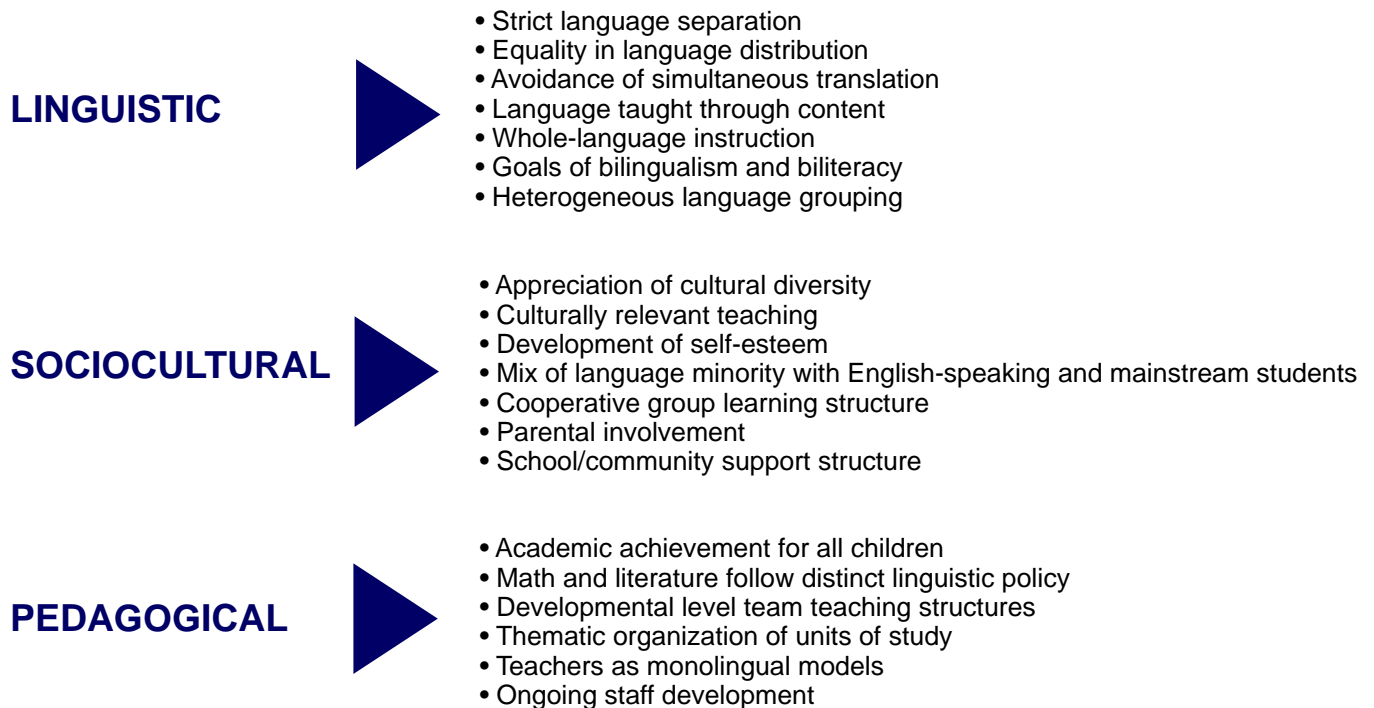 LINGUISTIC
• Strict language separation
• Equality in language distribution
• Avoidance of simultaneous translation
• Language taught through content
• Whole-language instruction
• Goals of bilingualism and biliteracy
• Heterogeneous language grouping
SOCIOCULTURAL
• Appreciation of cultural diversity
• Culturally relevant teaching
• Development of self-esteem
• Mix of language minority with English-speaking and mainstream students
• Cooperative group learning structure
• Parental involvement
• School/community support structure
PEDAGOGICAL
• Academic achievement for all children
• Math and literature follow distinct linguistic policy
• Developmental level team teaching structures
• Thematic organization of units of study
• Teachers as monolingual models
• Ongoing staff development